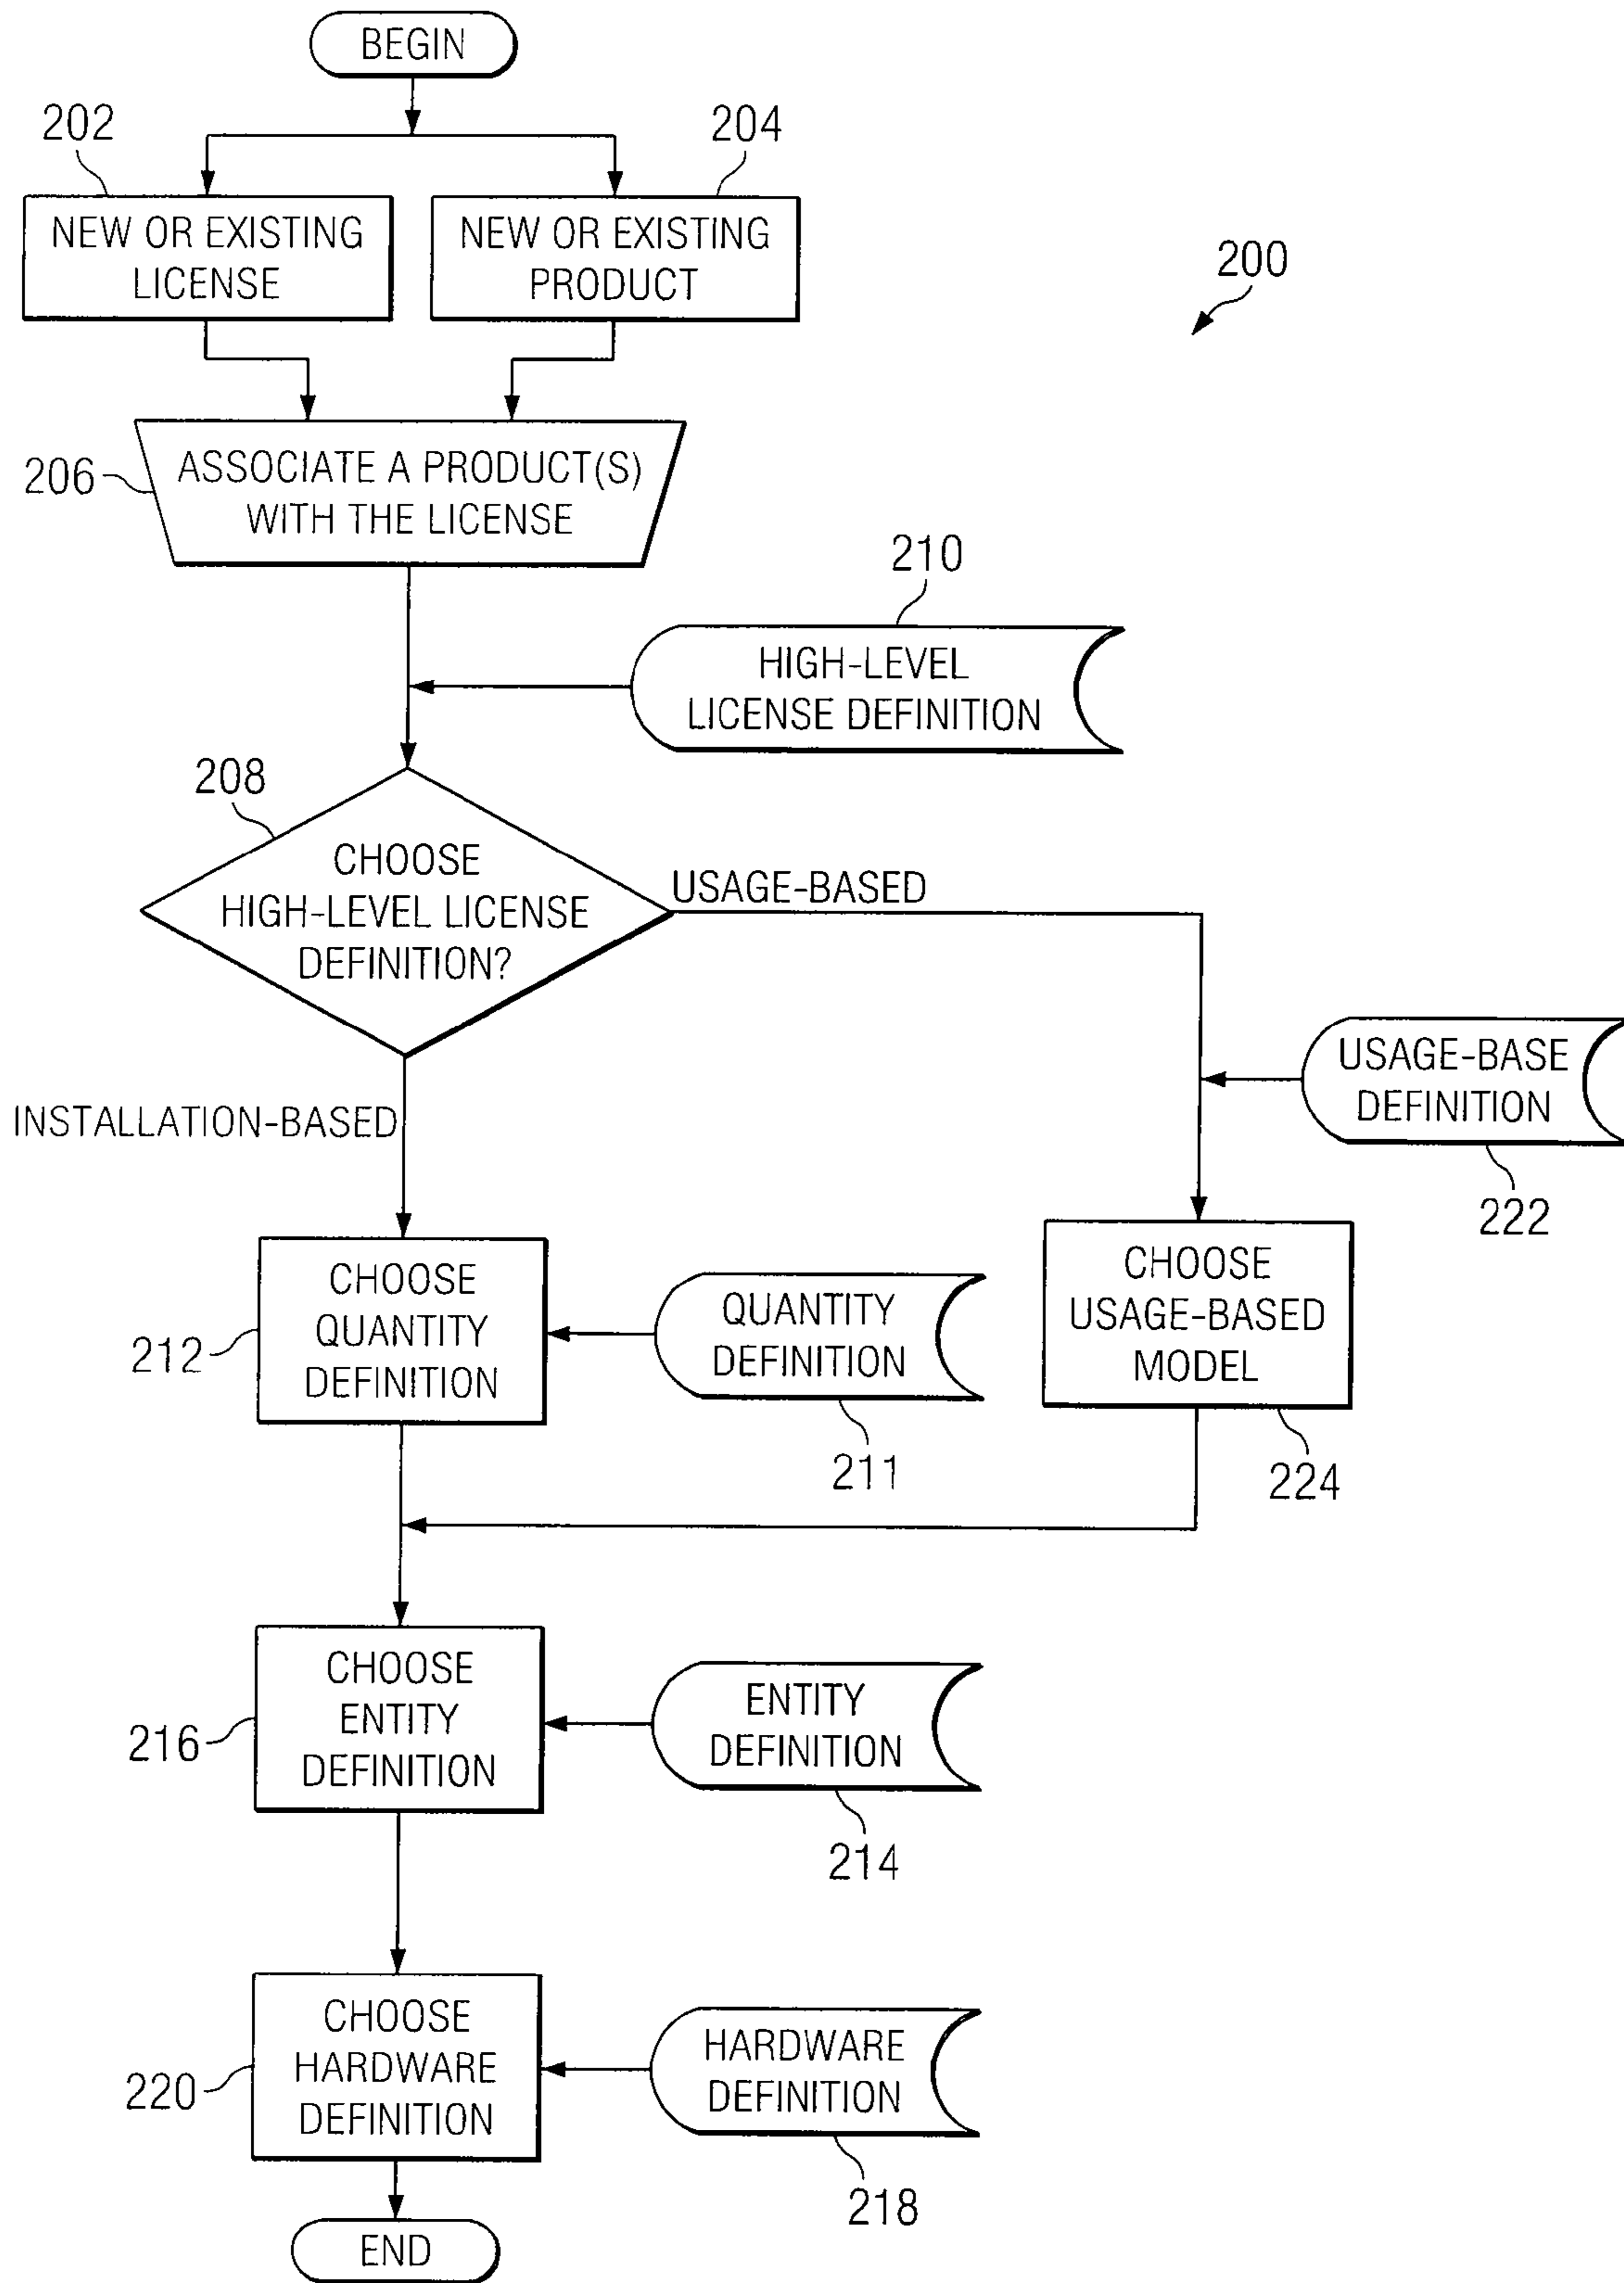 BEGIN
202
204
NEW OR EXISTING
LICENSE
NEW OR EXISTING
PRODUCT
200
206
ASSOCIATE A PRODUCT(S)
WITH THE LICENSE
210
HIGH-LEVEL
LICENSE DEFINITION
208
CHOOSE
HIGH-LEVEL LICENSE
DEFINITION?
USAGE-BASED
INSTALLATION-BASED
USAGE-BASE
DEFINITION
222
CHOOSE
QUANTITY
DEFINITION
212
QUANTITY
DEFINITION
211
CHOOSE
USAGE-BASED
MODEL
224
CHOOSE
ENTITY
DEFINITION
216
ENTITY
DEFINITION
214
CHOOSE
HARDWARE
DEFINITION
220
HARDWARE
DEFINITION
218
END